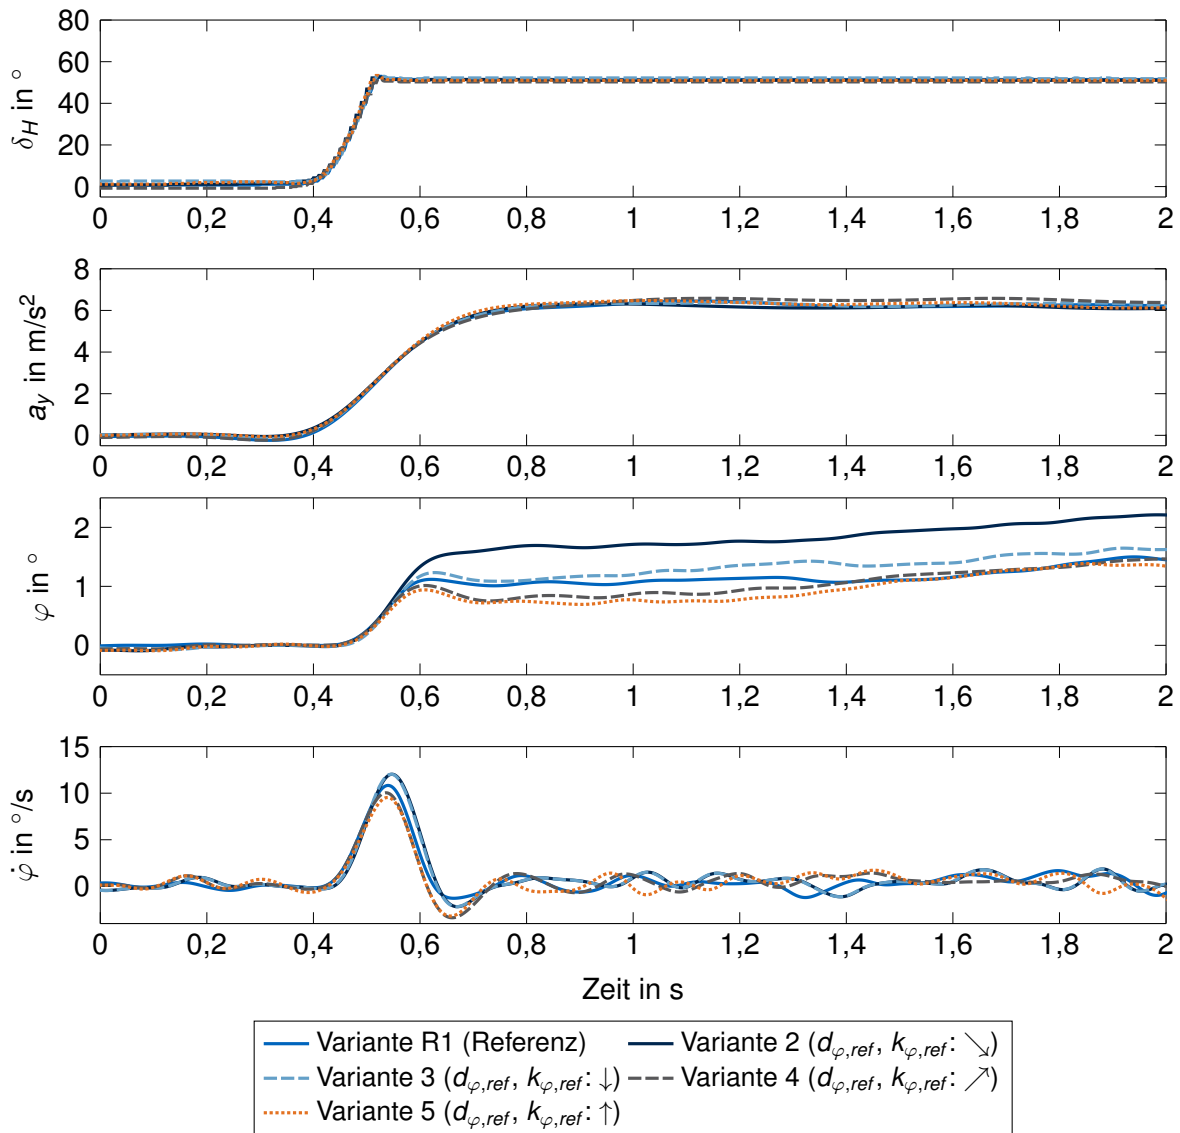 80
60
40
20
0
δ_H in °
0 0,2 0,4 0,6 0,8 1 1,2 1,4 1,6 1,8 2
8
6
4
2
0
a_y in m/s²
0 0,2 0,4 0,6 0,8 1 1,2 1,4 1,6 1,8 2
2
1
0
φ in °
0 0,2 0,4 0,6 0,8 1 1,2 1,4 1,6 1,8 2
15
10
5
0
φ̇ in °/s
0 0,2 0,4 0,6 0,8 1 1,2 1,4 1,6 1,8 2
Zeit in s
Variante R1 (Referenz) Variante 2 (d_φ,ref, k_φ,ref: ↘)
Variante 3 (d_φ,ref, k_φ,ref: ↓) Variante 4 (d_φ,ref, k_φ,ref: ↗)
Variante 5 (d_φ,ref, k_φ,ref: ↑)